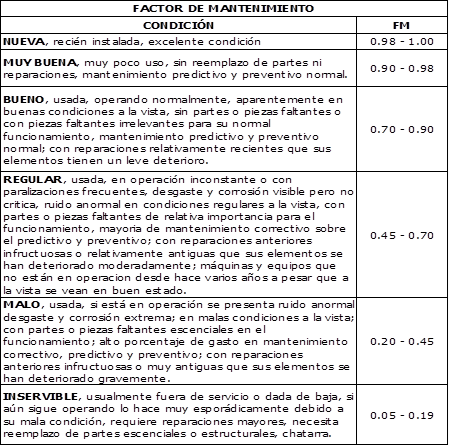 FACTOR DE MANTENIMIENTO
CONDICIÓN FM
NUEVA, recién instalada, excelente condición 0.98 - 1.00
MUY BUENA, muy poco uso, sin reemplazo de partes ni
reparaciones, mantenimiento predictivo y preventivo normal.
0.90 - 0.98
BUENO, usada, operando normalmente, aparentemente en
buenas condiciones a la vista, sin partes o piezas faltantes o
con piezas faltantes irrelevantes para su normal
funcionamiento, mantenimiento predictivo y preventivo
normal; con reparaciones relativamente recientes que sus
elementos tienen un leve deterioro.
0.70 - 0.90
REGULAR, usada, en operación inconstante o con
paralizaciones frecuentes, desgaste y corrosión visible pero no
critica, ruido anormal en condiciones regulares a la vista, con
partes o piezas faltantes de relativa importancia para el
funcionamiento, mayoria de mantenimiento correctivo sobre
el predictivo y preventivo; con reparaciones anteriores
infructuosas o relativamente antiguas que sus elementos se
han deteriorado moderadamente; máquinas y equipos que
no están en operacion desde hace varios años a pesar que a
la vista se vean en buen estado.
0.45 - 0.70
MALO, usada, si está en operación se presenta ruido anormal
desgaste y corrosión extrema; en malas condiciones a la vista;
con partes o piezas faltantes escenciales en el
funcionamiento; alto porcentaje de gasto en mantenimiento
correctivo, predictivo y preventivo; con reparaciones
anteriores infructuosas o muy antiguas que sus elementos se
han deteriorado gravemente.
0.20 - 0.45
INSERVIBLE, usualmente fuera de servicio o dada de baja, si
aún sigue operando lo hace muy esporádicamente debido a
su mala condición, requiere reparaciones mayores, necesita
reemplazo de partes escenciales o estructurales, chatarra.
0.05 - 0.19